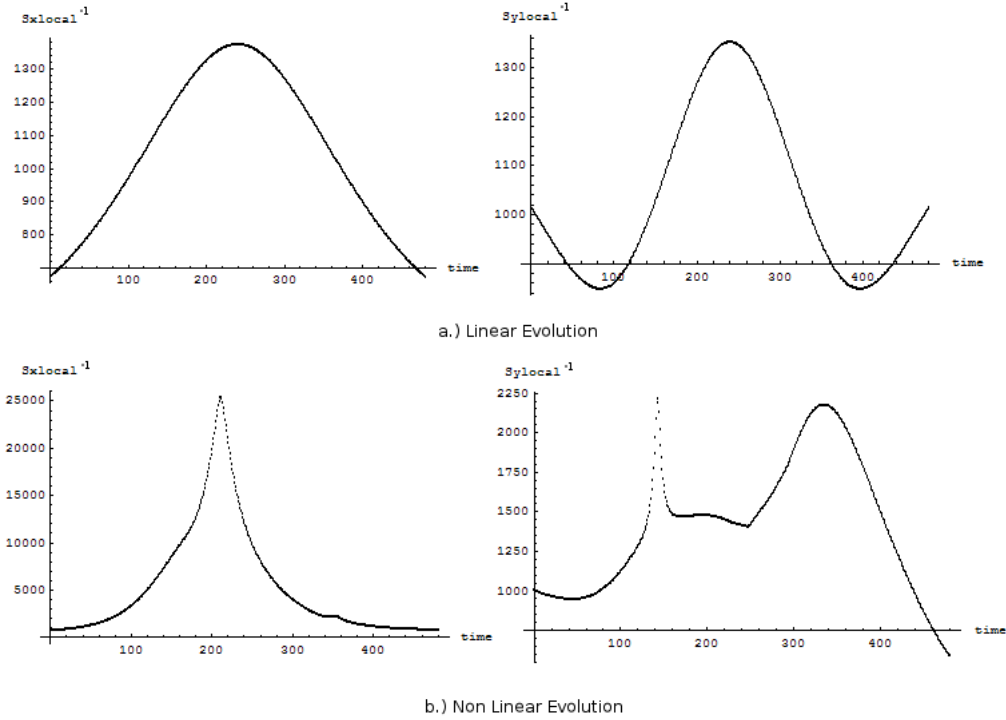 Sxlocal⁻¹
1300
1200
1100
1000
900
800
100 200 300 400 time
Sylocal⁻¹
1300
1200
1100
1000
100 200 300 400 time
a.) Linear Evolution
Sxlocal⁻¹
25000
20000
15000
10000
5000
100 200 300 400 time
Sylocal⁻¹
2250
2000
1750
1500
1250
1000
100 200 300 400 time
b.) Non Linear Evolution